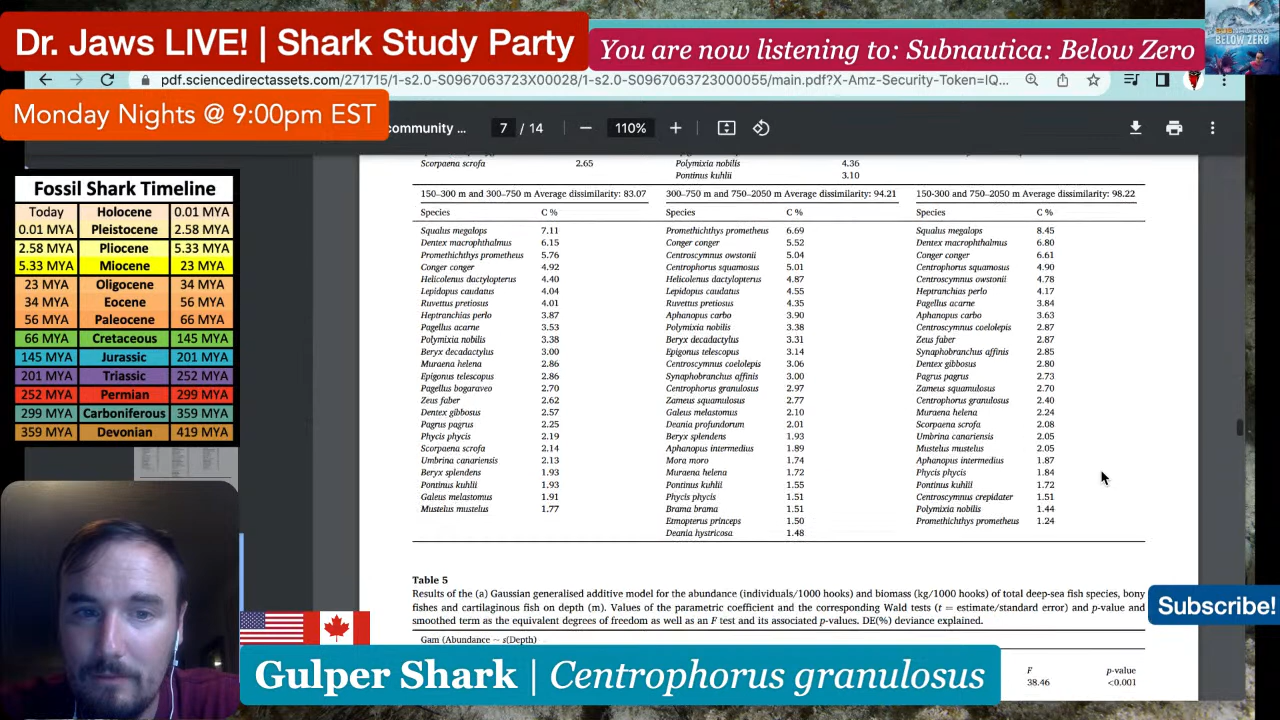 Dr. Jaws LIVE! | Shark Study Party
You are now listening to: Subnautica: Below Zero
BELOW ZERO
pdf.sciencedirectassets.com/271715/1-s2.0-S0967063723X00028/1-s2.0-S0967063723000055/main.pdf?X-Amz-Security-Token=IQ...
Monday Nights @ 9:00pm EST
community ...
7 / 14
110%
Fossil Shark Timeline
Today Holocene 0.01 MYA
0.01 MYA Pleistocene 2.58 MYA
2.58 MYA Pliocene 5.33 MYA
5.33 MYA Miocene 23 MYA
23 MYA Oligocene 34 MYA
34 MYA Eocene 56 MYA
56 MYA Paleocene 66 MYA
66 MYA Cretaceous 145 MYA
145 MYA Jurassic 201 MYA
201 MYA Triassic 252 MYA
252 MYA Permian 299 MYA
299 MYA Carboniferous 359 MYA
359 MYA Devonian 419 MYA
Scorpaena scrofa 2.65
Polymixia nobilis 4.36
Pontinus kuhlii 3.10
150–300 m and 300–750 m Average dissimilarity: 83.07
Species C %
Squalus megalops 7.11
Dentex macrophthalmus 6.15
Promethichthys prometheus 5.76
Conger conger 4.92
Helicolenus dactylopterus 4.40
Lepidopus caudatus 4.04
Ruvettus pretiosus 4.01
Heptranchias perlo 3.87
Pagellus acarne 3.53
Polymixia nobilis 3.38
Beryx decadactylus 3.00
Muraena helena 2.86
Epigonus telescopus 2.86
Pagellus bogaraveo 2.70
Zeus faber 2.62
Dentex gibbosus 2.57
Pagrus pagrus 2.25
Phycis phycis 2.19
Scorpaena scrofa 2.14
Umbrina canariensis 2.13
Beryx splendens 1.93
Pontinus kuhlii 1.93
Galeus melastomus 1.91
Mustelus mustelus 1.77
300–750 m and 750–2050 m Average dissimilarity: 94.21
Species C %
Promethichthys prometheus 6.69
Conger conger 5.52
Centroscymnus owstonii 5.04
Centrophorus squamosus 5.01
Helicolenus dactylopterus 4.87
Lepidopus caudatus 4.55
Ruvettus pretiosus 4.35
Aphanopus carbo 3.90
Polymixia nobilis 3.38
Beryx decadactylus 3.31
Epigonus telescopus 3.14
Centroscymnus coelolepis 3.06
Synaphobranchus affinis 3.00
Centrophorus granulosus 2.97
Zameus squamulosus 2.77
Galeus melastomus 2.10
Deania profundorum 2.01
Beryx splendens 1.93
Aphanopus intermedius 1.89
Mora moro 1.74
Muraena helena 1.72
Pontinus kuhlii 1.55
Phycis phycis 1.51
Brama brama 1.51
Etmopterus princeps 1.50
Deania hystricosa 1.48
150-300 and 750–2050 m Average dissimilarity: 98.22
Species C %
Squalus megalops 8.45
Dentex macrophthalmus 6.80
Conger conger 6.61
Centrophorus squamosus 4.90
Centroscymnus owstonii 4.78
Heptranchias perlo 4.17
Pagellus acarne 3.84
Aphanopus carbo 3.63
Centroscymnus coelolepis 2.87
Zeus faber 2.87
Synaphobranchus affinis 2.85
Dentex gibbosus 2.80
Pagrus pagrus 2.73
Zameus squamulosus 2.70
Centrophorus granulosus 2.40
Muraena helena 2.24
Scorpaena scrofa 2.08
Umbrina canariensis 2.05
Mustelus mustelus 2.05
Aphanopus intermedius 1.87
Phycis phycis 1.84
Pontinus kuhlii 1.72
Centroscymnus crepidater 1.51
Polymixia nobilis 1.44
Promethichthys prometheus 1.24
Table 5
Results of the (a) Gaussian generalised additive model for the abundance (individuals/1000 hooks) and biomass (kg/1000 hooks) of total deep-sea fish species, bony
fishes and cartilaginous fish on depth (m). Values of the parametric coefficient and the corresponding Wald tests (t = estimate/standard error) and p-value and
smoothed term as the equivalent degrees of freedom as well as an F test and its associated p-values. DE(%) deviance explained.
Gam (Abundance ~ s(Depth)
F p-value
38.46 <0.001
Subscribe!
Gulper Shark | Centrophorus granulosus